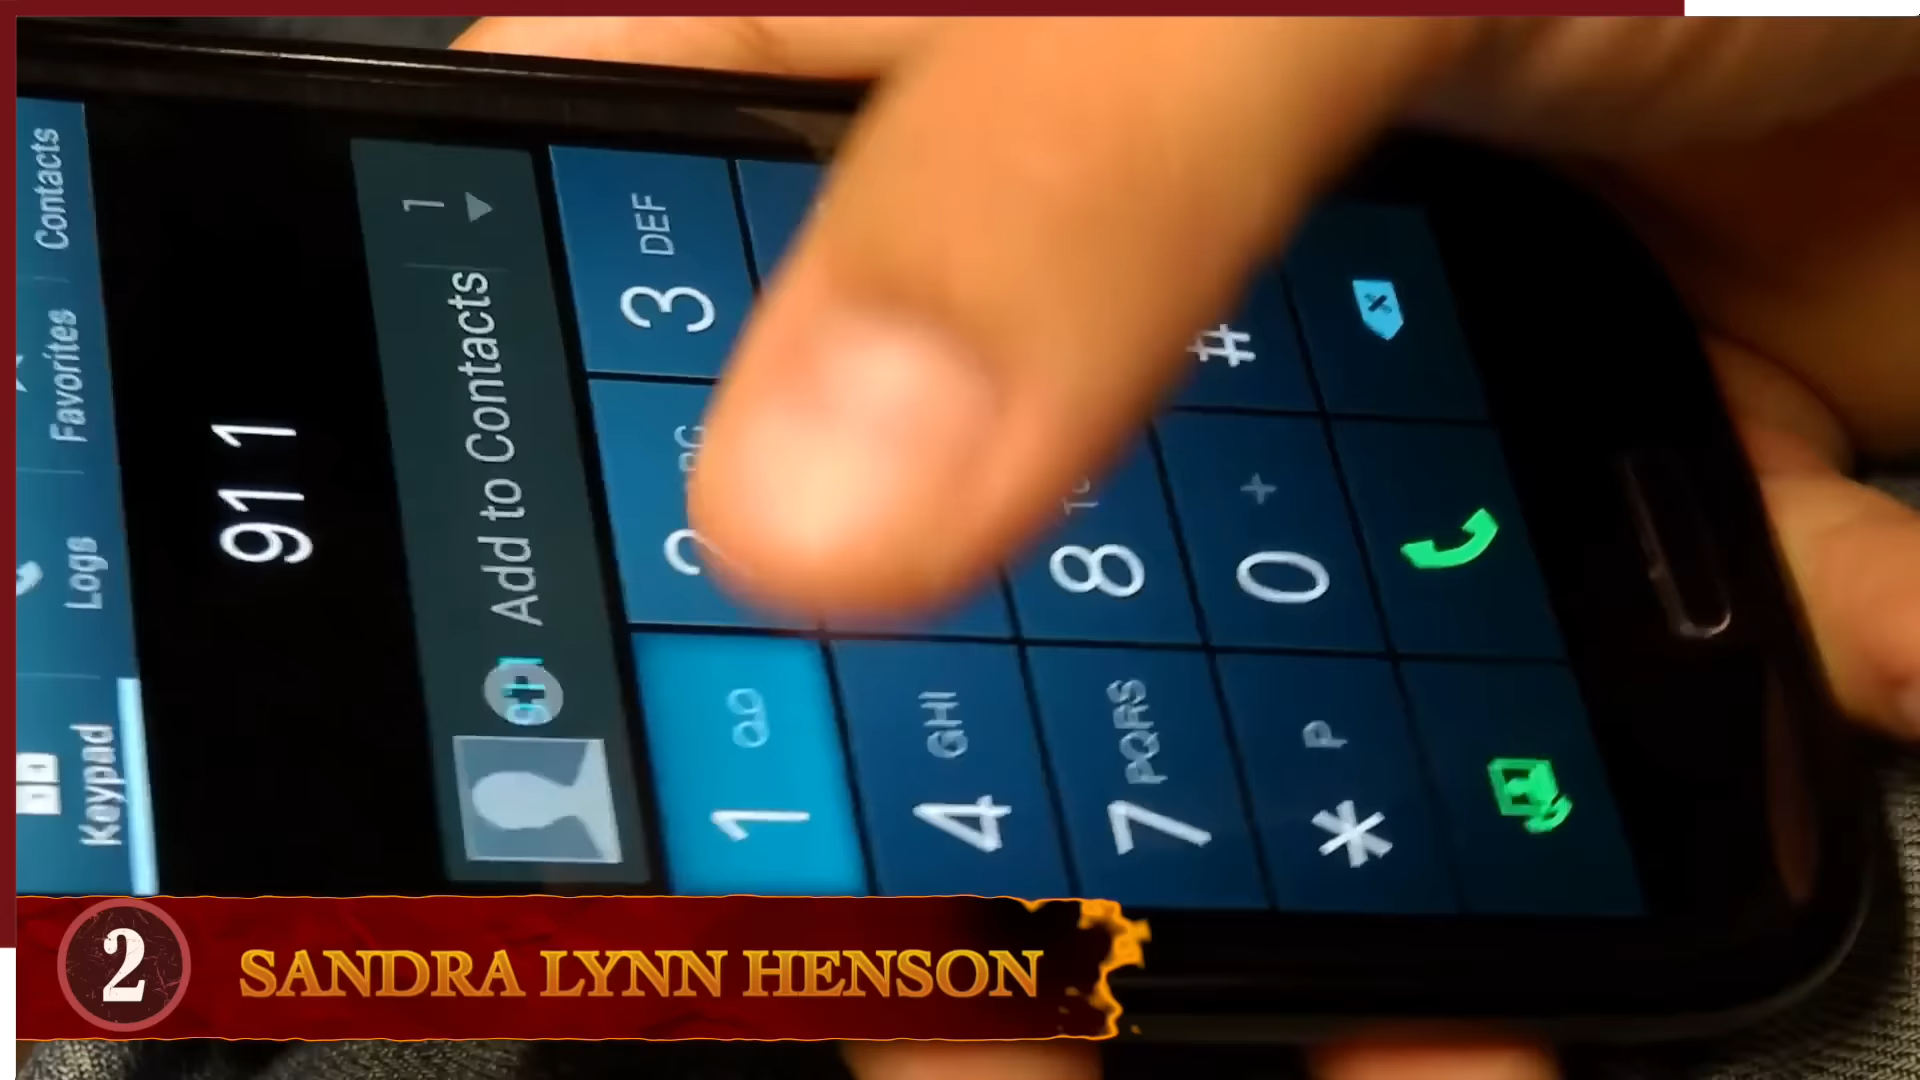 Contacts
Favorites
Logs
Keypad
911
Add to Contacts
1
3 DEF
1
4 GHI
7 PQRS
8
* P
0 +
#
2
SANDRA LYNN HENSON